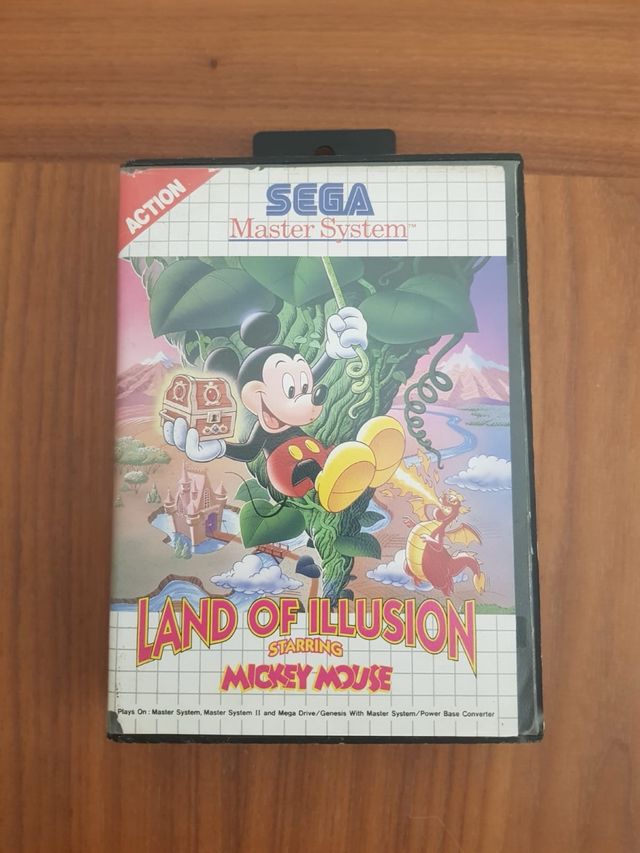 ACTION
SEGA
Master System™
LAND OF ILLUSION
STARRING
MICKEY MOUSE
Plays On : Master System, Master System II and Mega Drive/Genesis With Master System/Power Base Converter